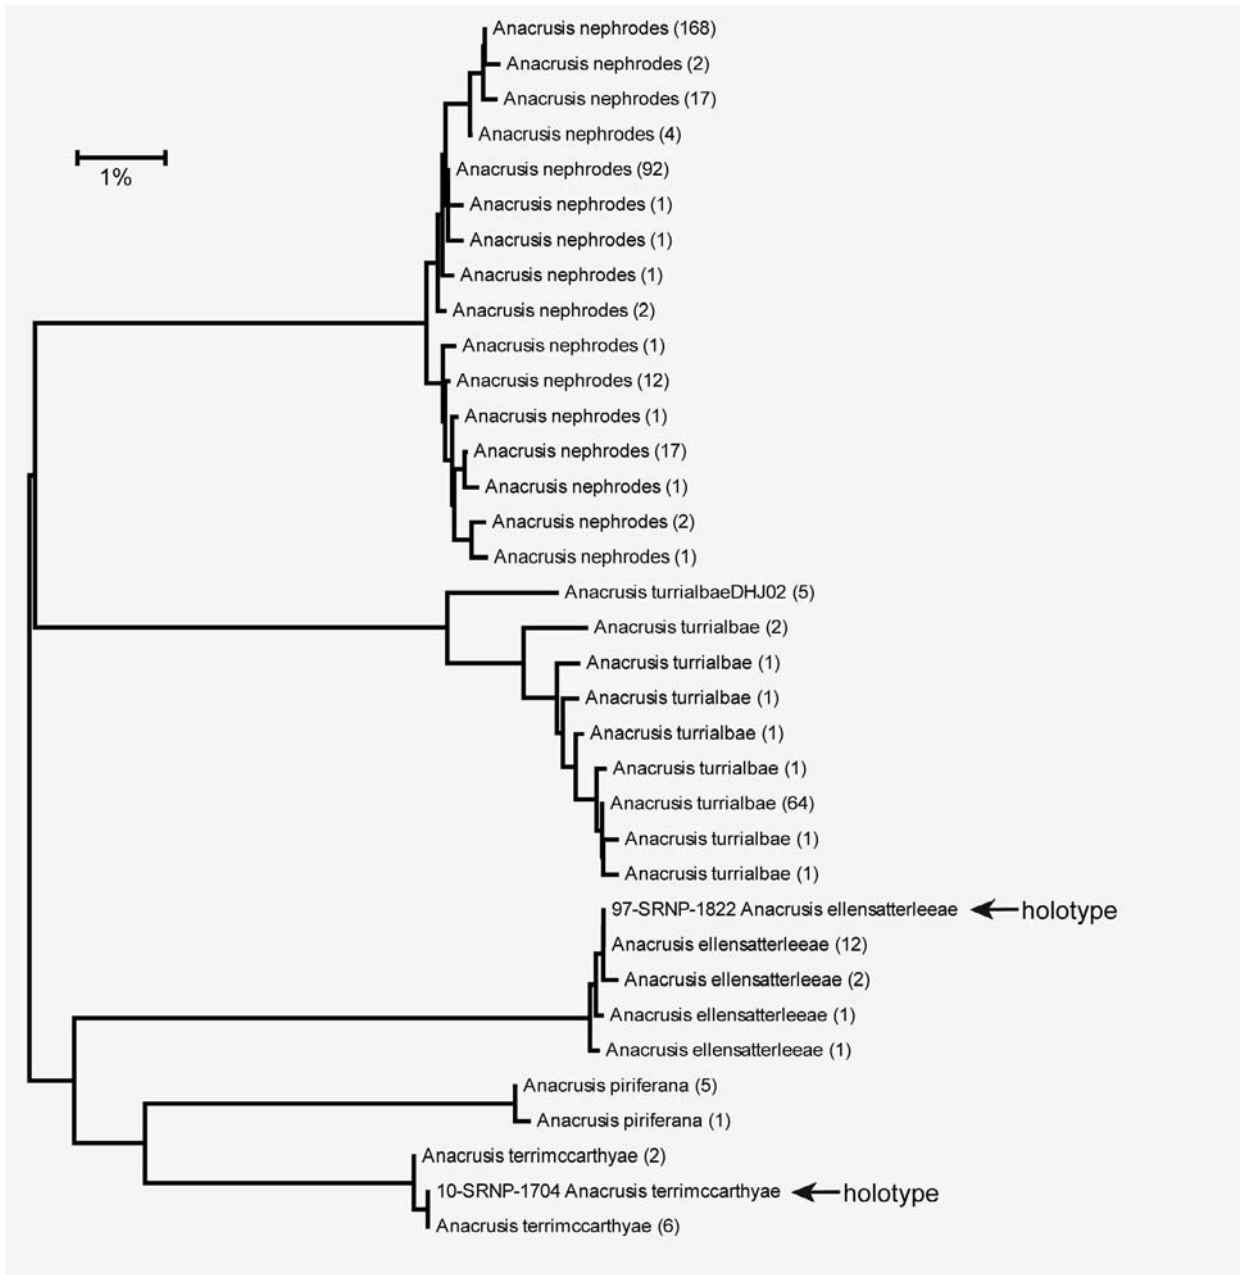 Anacrusis nephrodes (168)
Anacrusis nephrodes (2)
Anacrusis nephrodes (17)
Anacrusis nephrodes (4)
1%
Anacrusis nephrodes (92)
Anacrusis nephrodes (1)
Anacrusis nephrodes (1)
Anacrusis nephrodes (1)
Anacrusis nephrodes (2)
Anacrusis nephrodes (1)
Anacrusis nephrodes (12)
Anacrusis nephrodes (1)
Anacrusis nephrodes (17)
Anacrusis nephrodes (1)
Anacrusis nephrodes (2)
Anacrusis nephrodes (1)
Anacrusis turrialbaeDHJ02 (5)
Anacrusis turrialbae (2)
Anacrusis turrialbae (1)
Anacrusis turrialbae (1)
Anacrusis turrialbae (1)
Anacrusis turrialbae (1)
Anacrusis turrialbae (64)
Anacrusis turrialbae (1)
Anacrusis turrialbae (1)
97-SRNP-1822 Anacrusis ellensatterleeae holotype
Anacrusis ellensatterleeae (12)
Anacrusis ellensatterleeae (2)
Anacrusis ellensatterleeae (1)
Anacrusis ellensatterleeae (1)
Anacrusis piriferana (5)
Anacrusis piriferana (1)
Anacrusis terrimccarthyae (2)
10-SRNP-1704 Anacrusis terrimccarthyae holotype
Anacrusis terrimccarthyae (6)